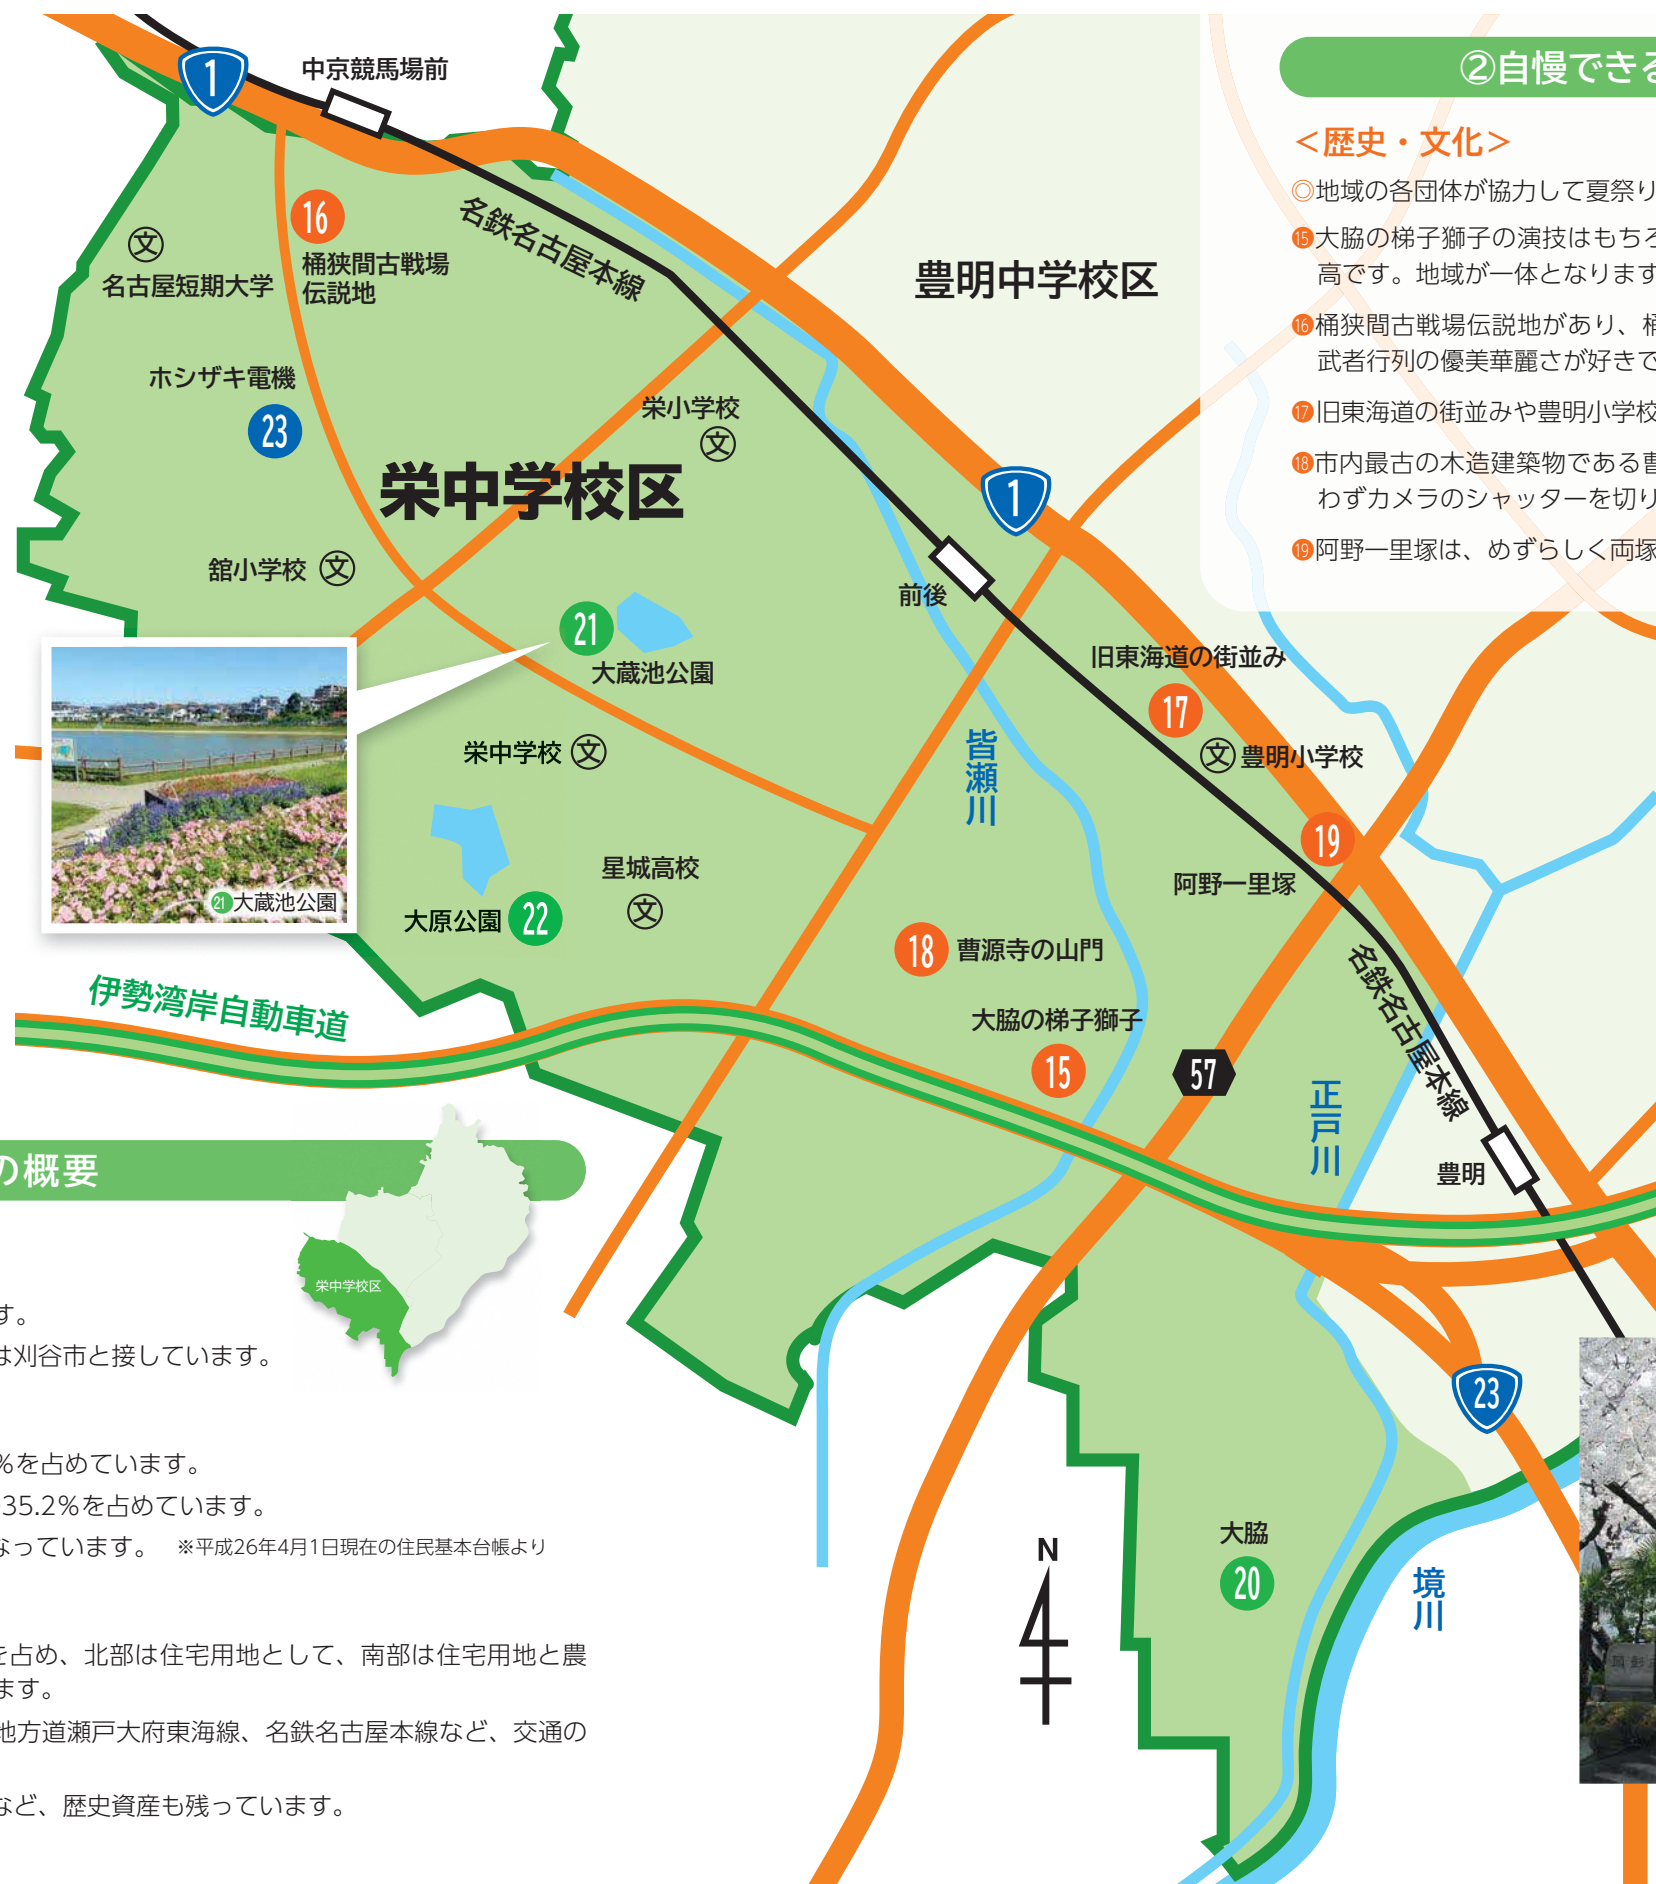 1
中京競馬場前
②自慢できる
＜歴史・文化＞
◎地域の各団体が協力して夏祭り
⑮大脇の梯子獅子の演技はもちろ
高です。地域が一体となります
⑯桶狭間古戦場伝説地があり、桶
武者行列の優美華麗さが好きで
⑰旧東海道の街並みや豊明小学校
⑱市内最古の木造建築物である曹
わずカメラのシャッターを切り
⑲阿野一里塚は、めずらしく両塚
16
桶狭間古戦場
伝説地
文
名古屋短期大学
名鉄名古屋本線
豊明中学校区
ホシザキ電機
23
栄小学校
文
栄中学校区
1
舘小学校 文
前後
21
大蔵池公園
旧東海道の街並み
17
文 豊明小学校
皆瀬川
栄中学校 文
19
阿野一里塚
星城高校
文
大原公園 22
㉑大蔵池公園
18 曹源寺の山門
名鉄名古屋本線
伊勢湾岸自動車道
大脇の梯子獅子
15
57
正戸川
豊明
の概要
栄中学校区
す。
は刈谷市と接しています。
23
%を占めています。
35.2%を占めています。
なっています。 ※平成26年4月1日現在の住民基本台帳より
N
大脇
20
境川
を占め、北部は住宅用地として、南部は住宅用地と農
ます。
地方道瀬戸大府東海線、名鉄名古屋本線など、交通の
など、歴史資産も残っています。